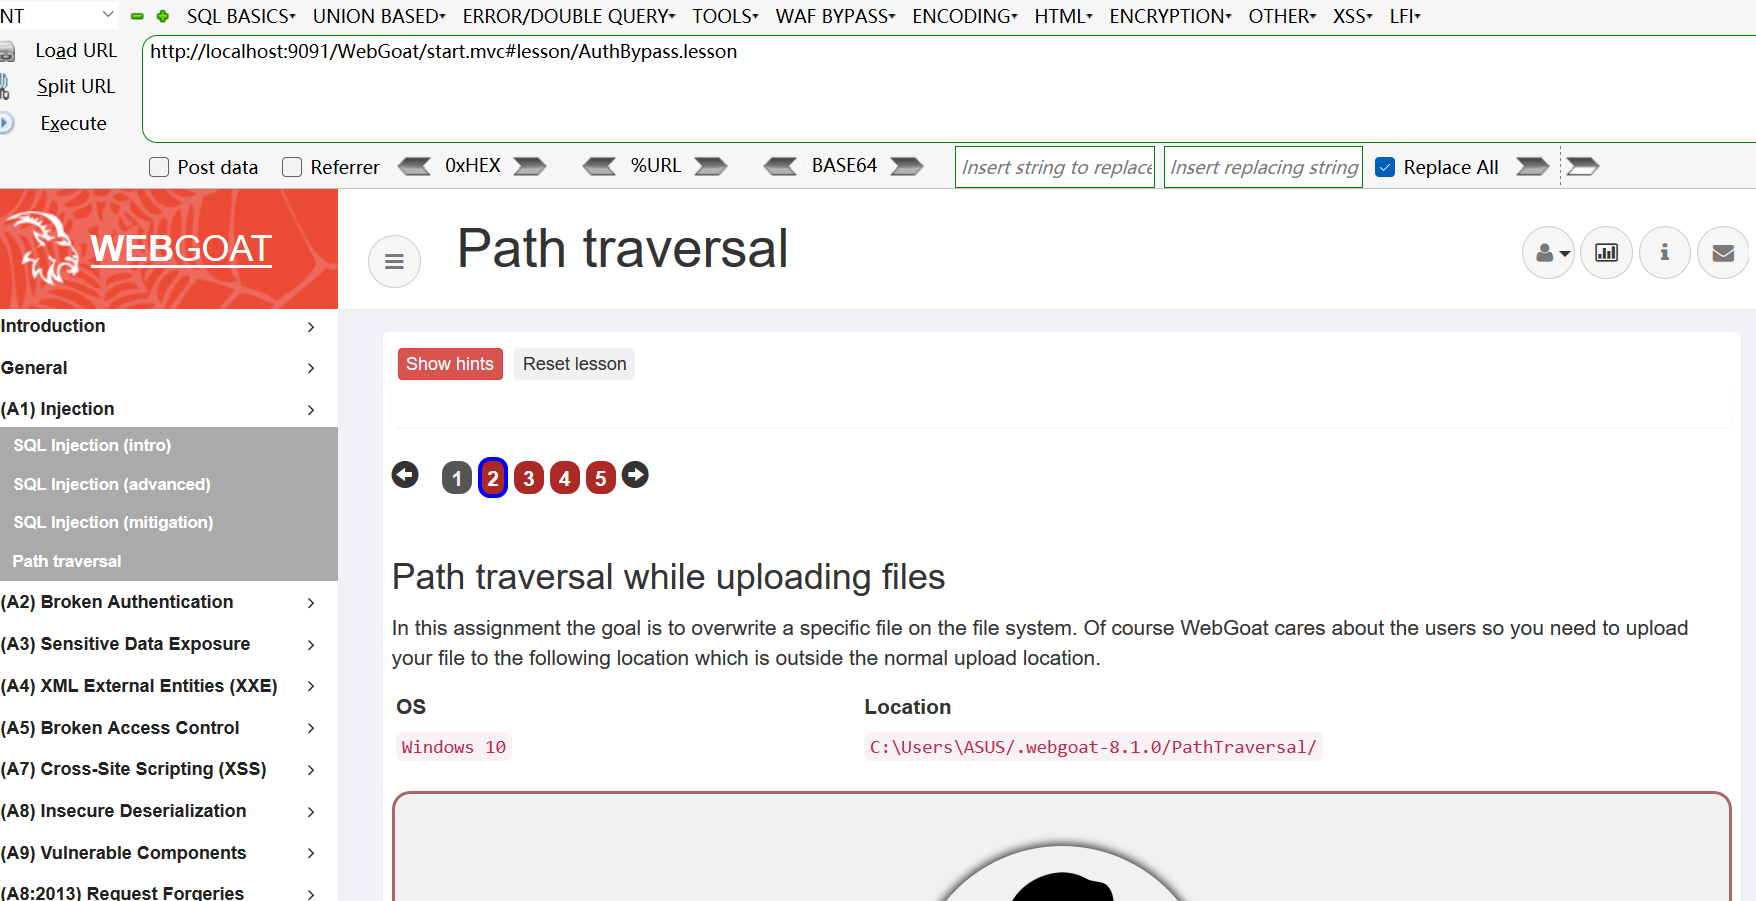 NT SQL BASICS▾ UNION BASED▾ ERROR/DOUBLE QUERY▾ TOOLS▾ WAF BYPASS▾ ENCODING▾ HTML▾ ENCRYPTION▾ OTHER▾ XSS▾ LFI▾
Load URL http://localhost:9091/WebGoat/start.mvc#lesson/AuthBypass.lesson
Split URL
Execute
Post data Referrer 0xHEX %URL BASE64 Insert string to replace Insert replacing string Replace All
WEBGOAT
Path traversal
Introduction
General
(A1) Injection
SQL Injection (intro)
SQL Injection (advanced)
SQL Injection (mitigation)
Path traversal
(A2) Broken Authentication
(A3) Sensitive Data Exposure
(A4) XML External Entities (XXE)
(A5) Broken Access Control
(A7) Cross-Site Scripting (XSS)
(A8) Insecure Deserialization
(A9) Vulnerable Components
(A8:2013) Request Forgeries
Show hints Reset lesson
1 2 3 4 5
Path traversal while uploading files
In this assignment the goal is to overwrite a specific file on the file system. Of course WebGoat cares about the users so you need to upload
your file to the following location which is outside the normal upload location.
OS Location
Windows 10 C:\Users\ASUS/.webgoat-8.1.0/PathTraversal/